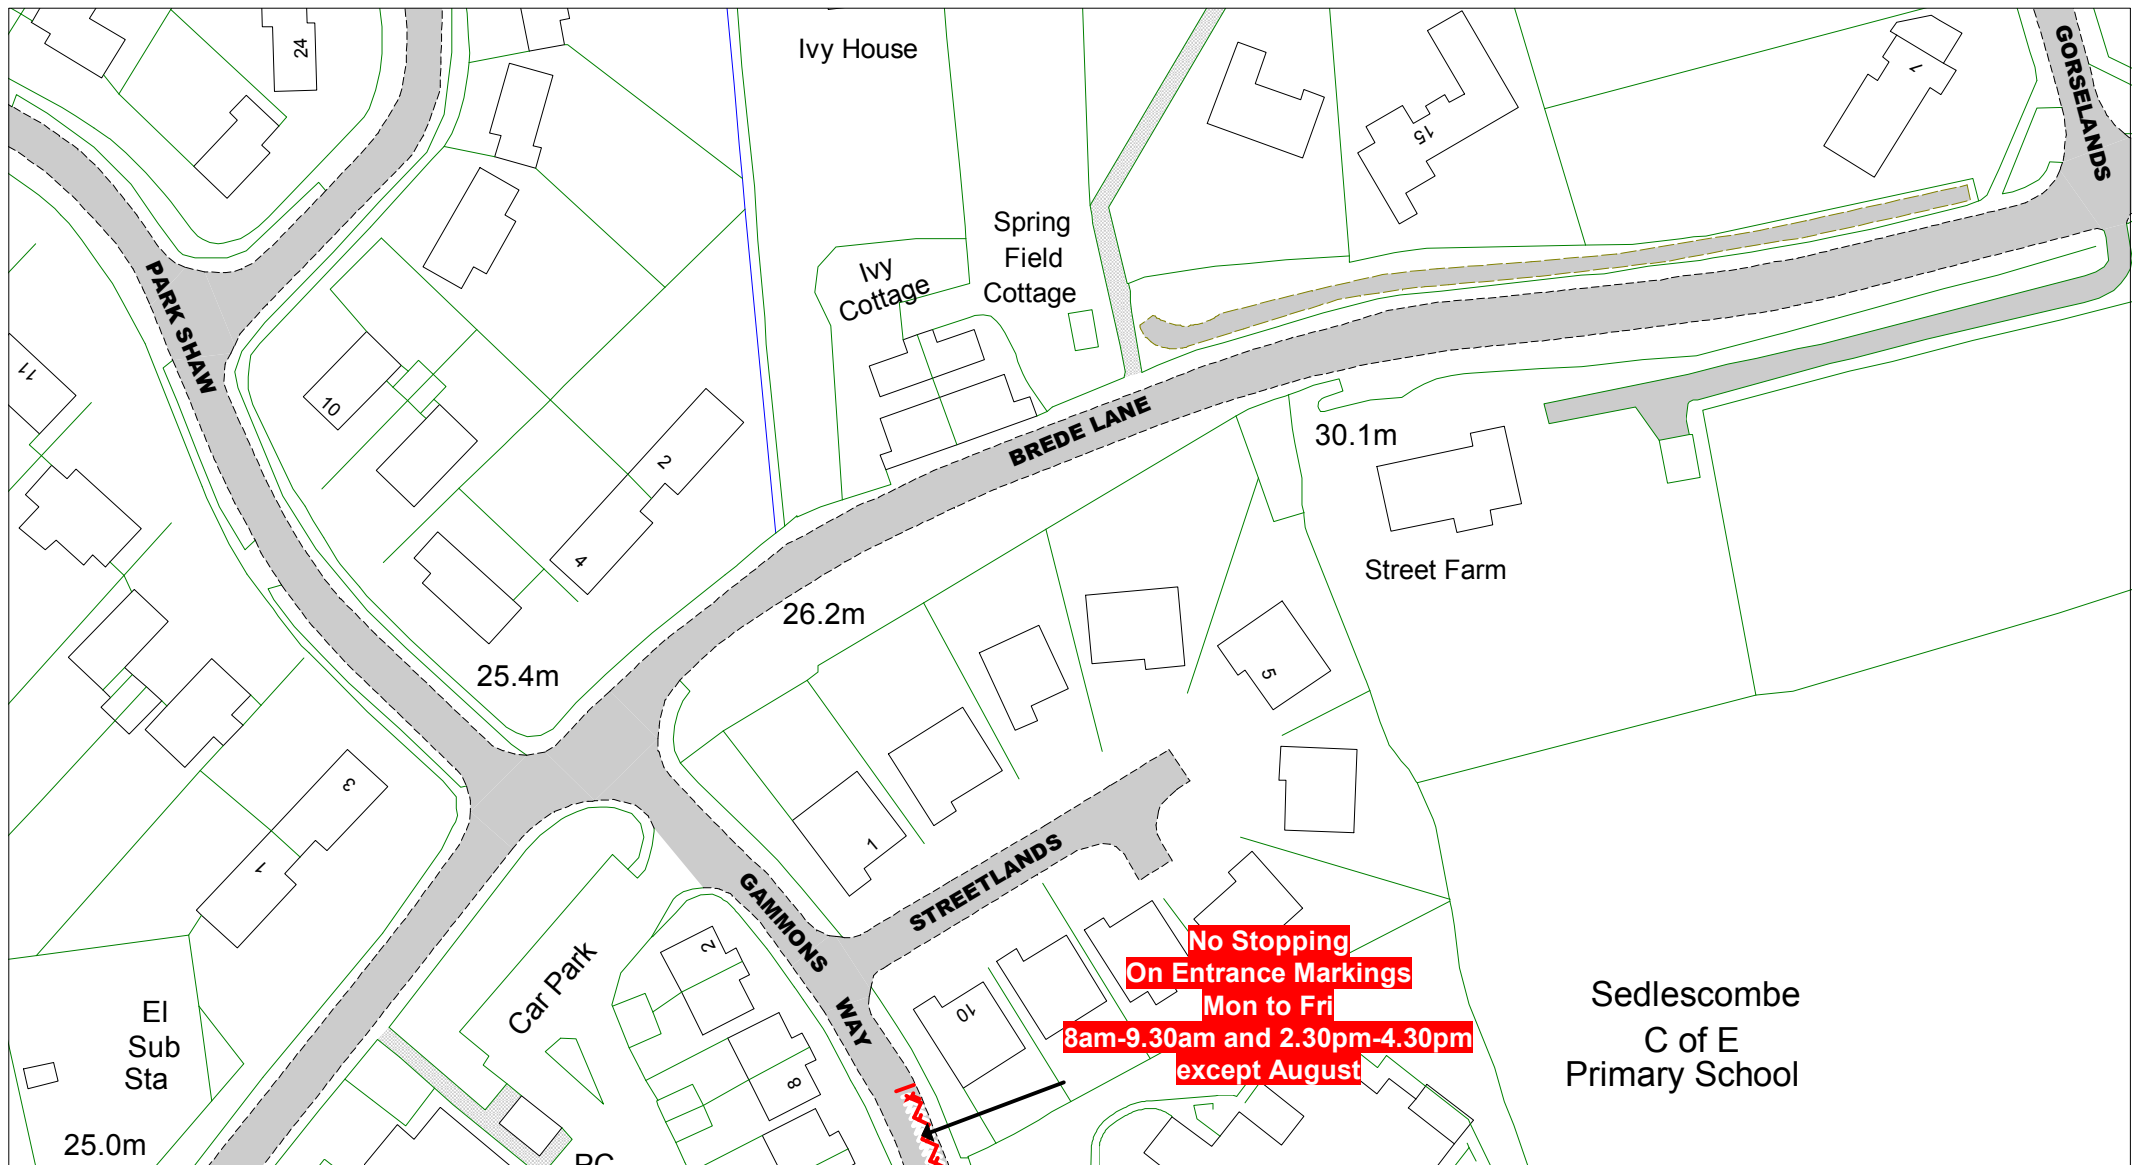 24
Ivy House
GORSELANDS
7
15
Spring
Field
Cottage
Ivy
Cottage
PARK SHAW
11
10
BREDE LANE
30.1m
2
4
Street Farm
26.2m
25.4m
5
3
1
1
STREETLANDS
GAMMONS
WAY
2
Car Park
10
8
No Stopping
On Entrance Markings
Mon to Fri
8am-9.30am and 2.30pm-4.30pm
except August
Sedlescombe
C of E
Primary School
El
Sub
Sta
25.0m